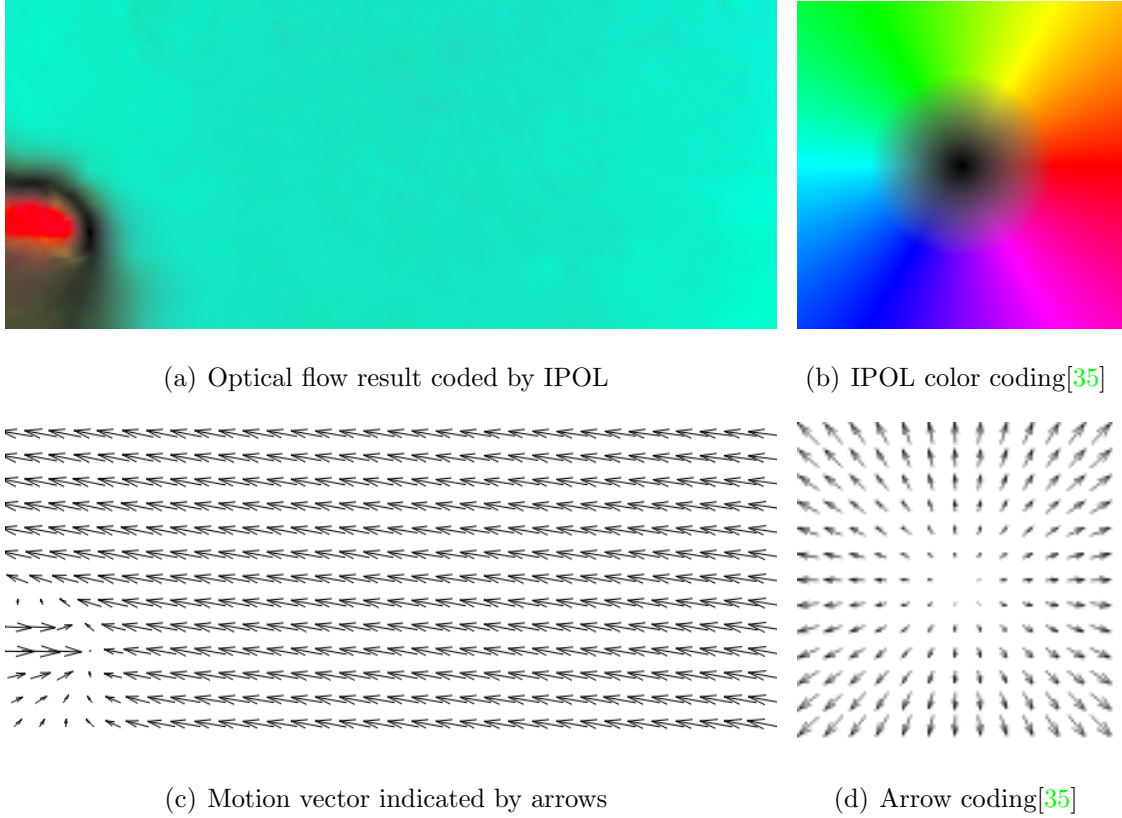 (a) Optical flow result coded by IPOL
(b) IPOL color coding[35]
(c) Motion vector indicated by arrows
(d) Arrow coding[35]